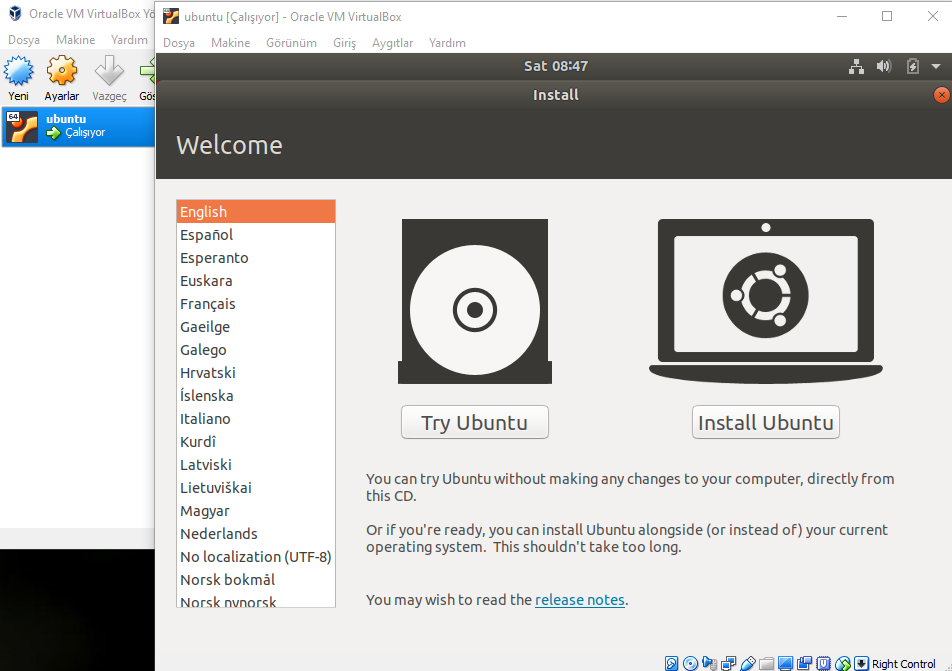 Oracle VM VirtualBox Yö
Dosya Makine Yardım
Yeni Ayarlar Vazgeç Gös
64
ubuntu
Çalışıyor
ubuntu [Çalışıyor] - Oracle VM VirtualBox
Dosya Makine Görünüm Giriş Aygıtlar Yardım
Sat 08:47
Install
Welcome
English
Español
Esperanto
Euskara
Français
Gaeilge
Galego
Hrvatski
Íslenska
Italiano
Kurdî
Latviski
Lietuviškai
Magyar
Nederlands
No localization (UTF-8)
Norsk bokmål
Norsk nynorsk
Try Ubuntu
Install Ubuntu
You can try Ubuntu without making any changes to your computer, directly from
this CD.
Or if you're ready, you can install Ubuntu alongside (or instead of) your current
operating system. This shouldn't take too long.
You may wish to read the release notes.
Right Control